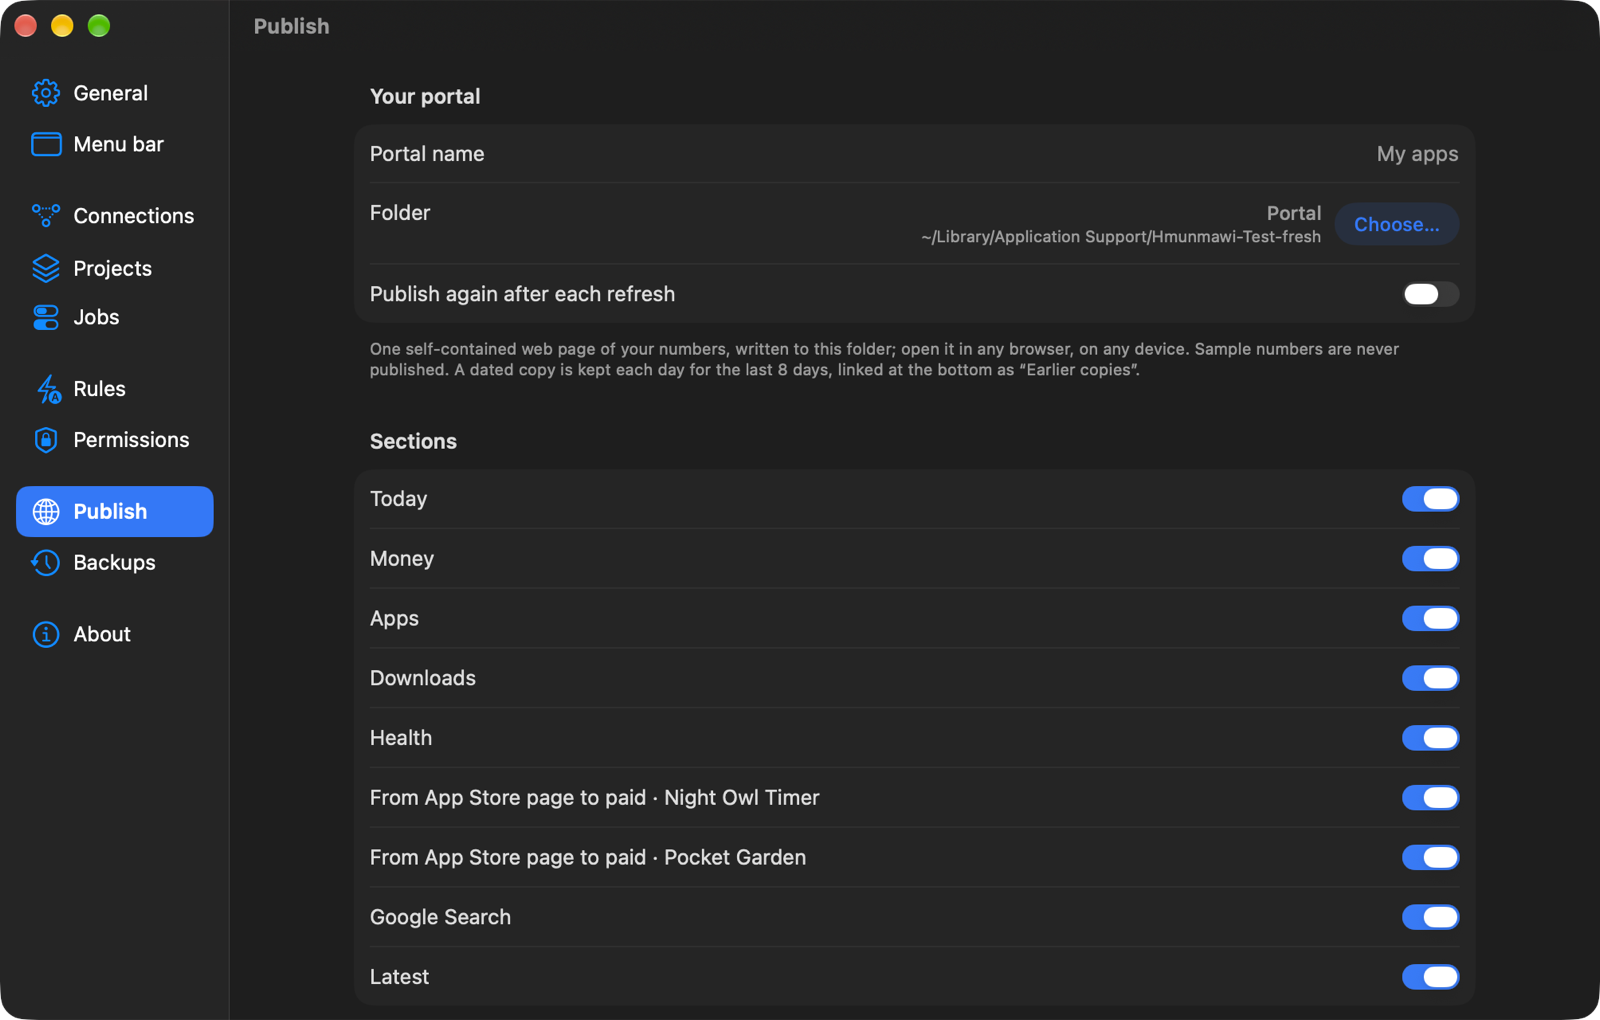 Publish
General
Menu bar
Connections
Projects
Jobs
Rules
Permissions
Publish
Backups
About
Your portal
Portal name
My apps
Folder
Portal
~/Library/Application Support/Hmunmawi-Test-fresh
Choose…
Publish again after each refresh
One self-contained web page of your numbers, written to this folder; open it in any browser, on any device. Sample numbers are never
published. A dated copy is kept each day for the last 8 days, linked at the bottom as “Earlier copies”.
Sections
Today
Money
Apps
Downloads
Health
From App Store page to paid · Night Owl Timer
From App Store page to paid · Pocket Garden
Google Search
Latest